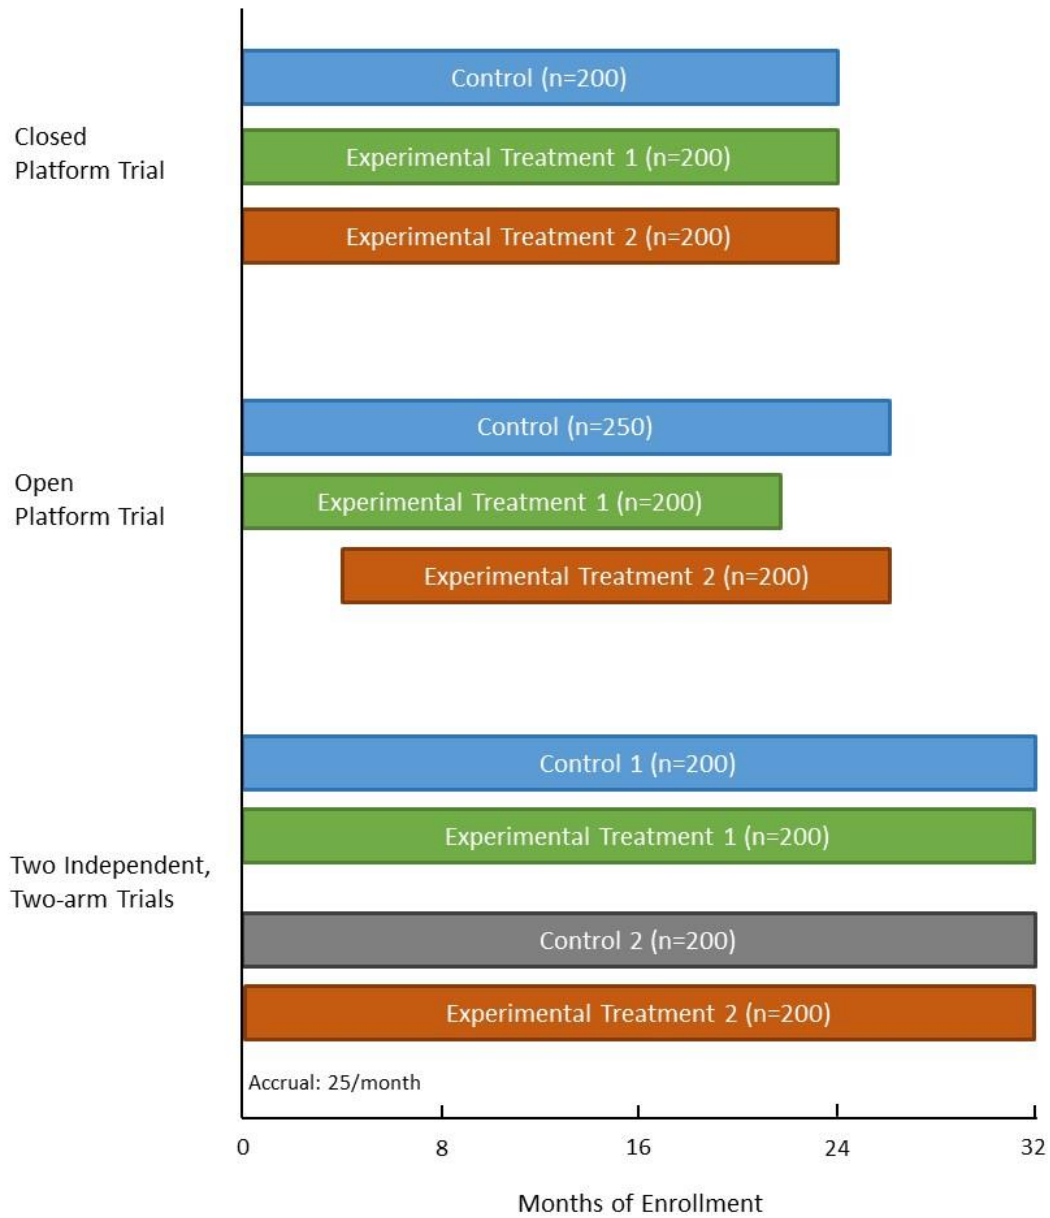 Closed
Platform Trial
Control (n=200)
Experimental Treatment 1 (n=200)
Experimental Treatment 2 (n=200)
Open
Platform Trial
Control (n=250)
Experimental Treatment 1 (n=200)
Experimental Treatment 2 (n=200)
Two Independent,
Two-arm Trials
Control 1 (n=200)
Experimental Treatment 1 (n=200)
Control 2 (n=200)
Experimental Treatment 2 (n=200)
Accrual: 25/month
0 8 16 24 32
Months of Enrollment